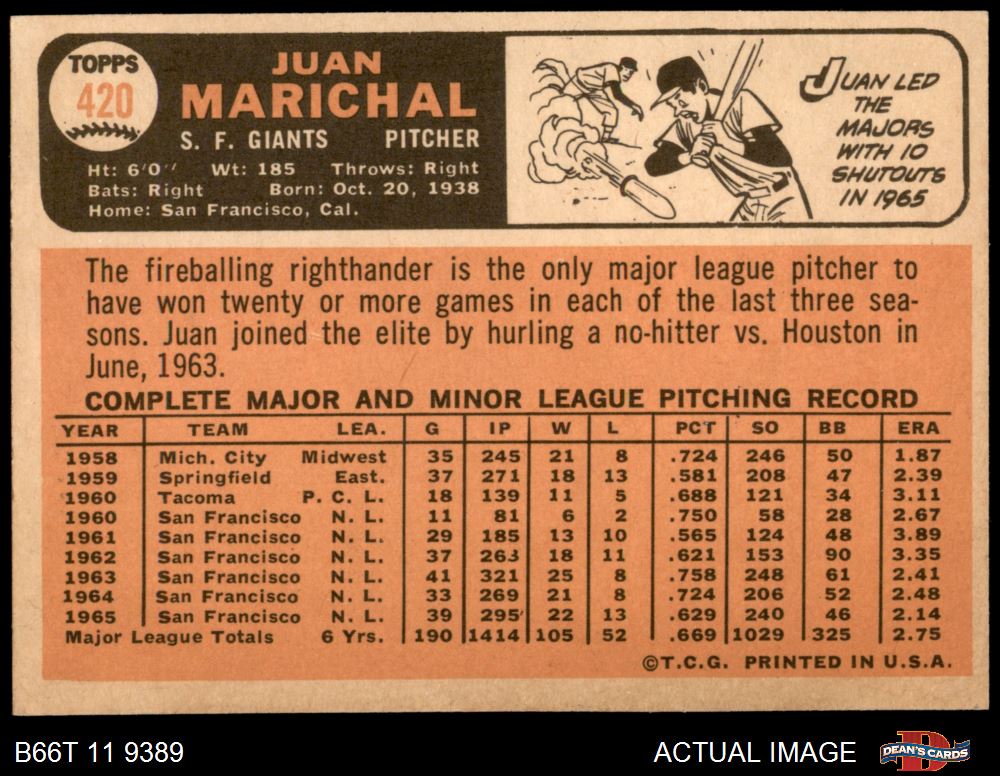 TOPPS
420
JUAN
MARICHAL
S. F. GIANTS PITCHER
Ht: 6'0'' Wt: 185 Throws: Right
Bats: Right Born: Oct. 20, 1938
Home: San Francisco, Cal.
JUAN LED
THE
MAJORS
WITH 10
SHUTOUTS
IN 1965
The fireballing righthander is the only major league pitcher to
have won twenty or more games in each of the last three sea-
sons. Juan joined the elite by hurling a no-hitter vs. Houston in
June, 1963.
COMPLETE MAJOR AND MINOR LEAGUE PITCHING RECORD
YEAR TEAM LEA. G IP W L PCT SO BB ERA
1958 Mich. City Midwest 35 245 21 8 .724 246 50 1.87
1959 Springfield East. 37 271 18 13 .581 208 47 2.39
1960 Tacoma P. C. L. 18 139 11 5 .688 121 34 3.11
1960 San Francisco N. L. 11 81 6 2 .750 58 28 2.67
1961 San Francisco N. L. 29 185 13 10 .565 124 48 3.89
1962 San Francisco N. L. 37 263 18 11 .621 153 90 3.35
1963 San Francisco N. L. 41 321 25 8 .758 248 61 2.41
1964 San Francisco N. L. 33 269 21 8 .724 206 52 2.48
1965 San Francisco N. L. 39 295 22 13 .629 240 46 2.14
Major League Totals 6 Yrs. 190 1414 105 52 .669 1029 325 2.75
©T.C.G. PRINTED IN U.S.A.
B66T 11 9389 ACTUAL IMAGE
D
DEAN'S CARDS